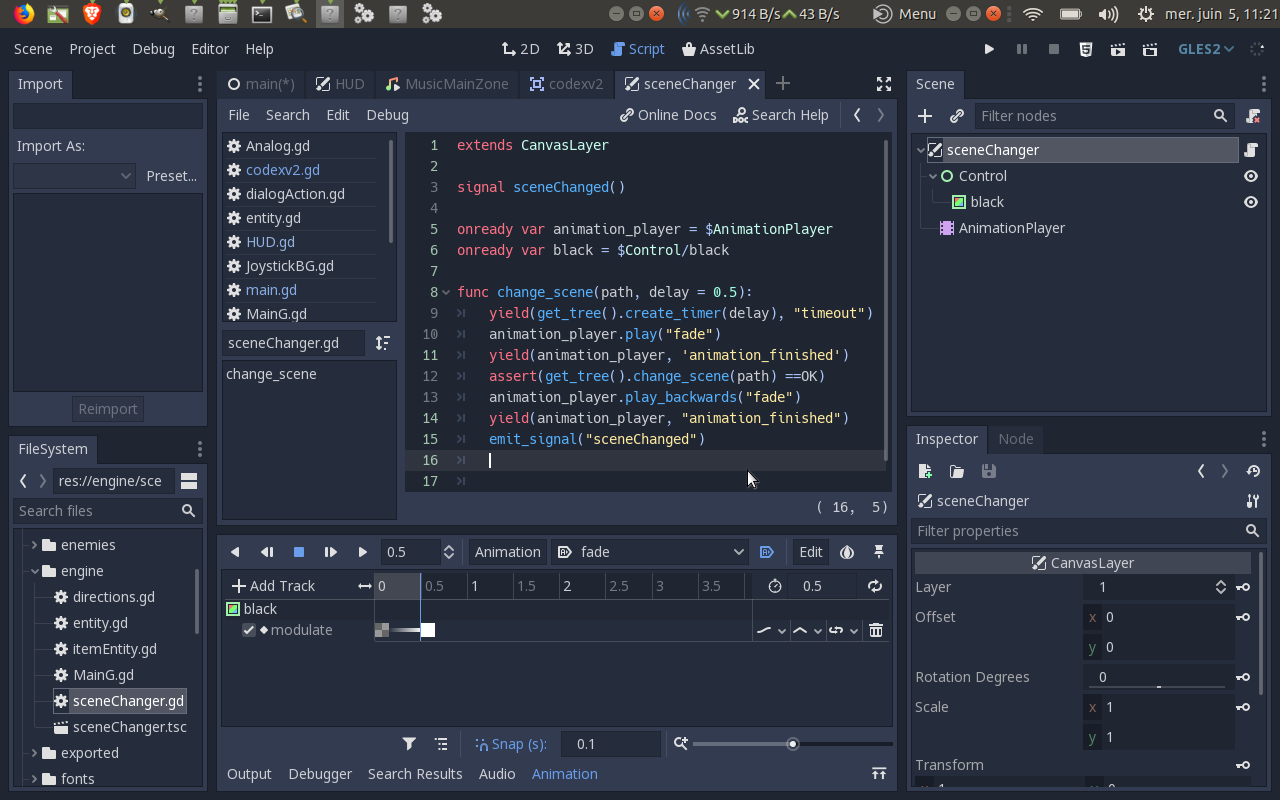 914 B/s 43 B/s Menu mer. juin 5, 11:21
Scene Project Debug Editor Help 2D 3D Script AssetLib GLES2
Import
Import As:
Preset...
Reimport
main(*) HUD MusicMainZone codexv2 sceneChanger
File Search Edit Debug Online Docs Search Help
Analog.gd
codexv2.gd
dialogAction.gd
entity.gd
HUD.gd
JoystickBG.gd
main.gd
MainG.gd
sceneChanger.gd
change_scene
1 extends CanvasLayer
2
3 signal sceneChanged()
4
5 onready var animation_player = $AnimationPlayer
6 onready var black = $Control/black
7
8 func change_scene(path, delay = 0.5):
9 yield(get_tree().create_timer(delay), "timeout")
10 animation_player.play("fade")
11 yield(animation_player, 'animation_finished')
12 assert(get_tree().change_scene(path) ==OK)
13 animation_player.play_backwards("fade")
14 yield(animation_player, "animation_finished")
15 emit_signal("sceneChanged")
16
17
( 16, 5)
Scene
Filter nodes
sceneChanger
Control
black
AnimationPlayer
FileSystem
res://engine/sce
Search files
enemies
engine
directions.gd
entity.gd
itemEntity.gd
MainG.gd
sceneChanger.gd
sceneChanger.tsc
exported
fonts
0.5 Animation fade Edit
Add Track 0 0.5 1 1.5 2 2.5 3 3.5 0.5
black
modulate
Snap (s): 0.1
Output Debugger Search Results Audio Animation
Inspector Node
sceneChanger
Filter properties
CanvasLayer
Layer 1
Offset x 0
y 0
Rotation Degrees 0
Scale x 1
y 1
Transform